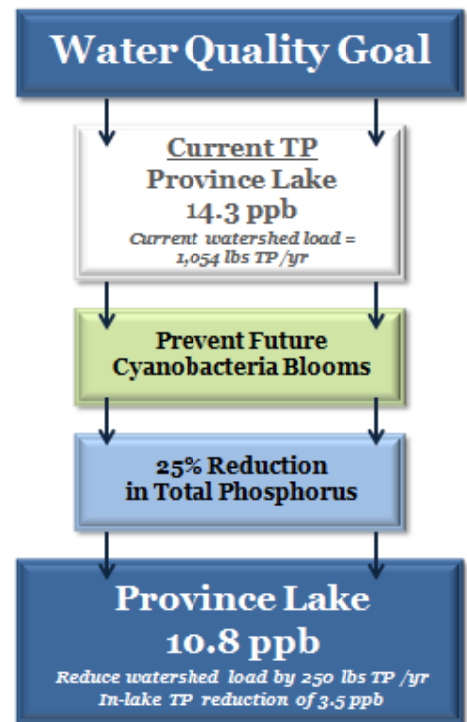 Water Quality Goal
Current TP
Province Lake
14.3 ppb
Current watershed load =
1,054 lbs TP /yr
Prevent Future
Cyanobacteria Blooms
25% Reduction
in Total Phosphorus
Province Lake
10.8 ppb
Reduce watershed load by 250 lbs TP /yr
In-lake TP reduction of 3.5 ppb